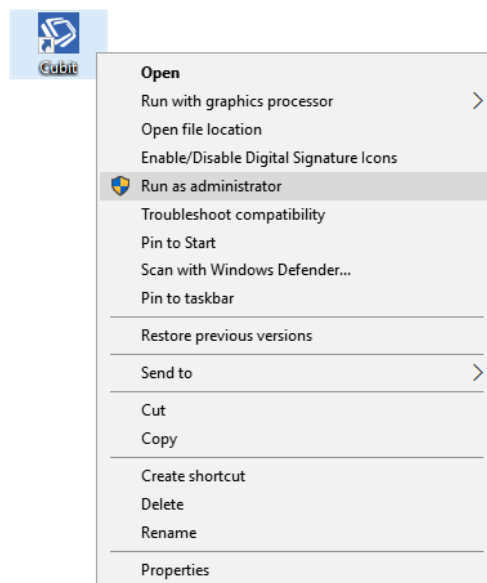 Cubit
Open
Run with graphics processor
Open file location
Enable/Disable Digital Signature Icons
Run as administrator
Troubleshoot compatibility
Pin to Start
Scan with Windows Defender...
Pin to taskbar
Restore previous versions
Send to
Cut
Copy
Create shortcut
Delete
Rename
Properties